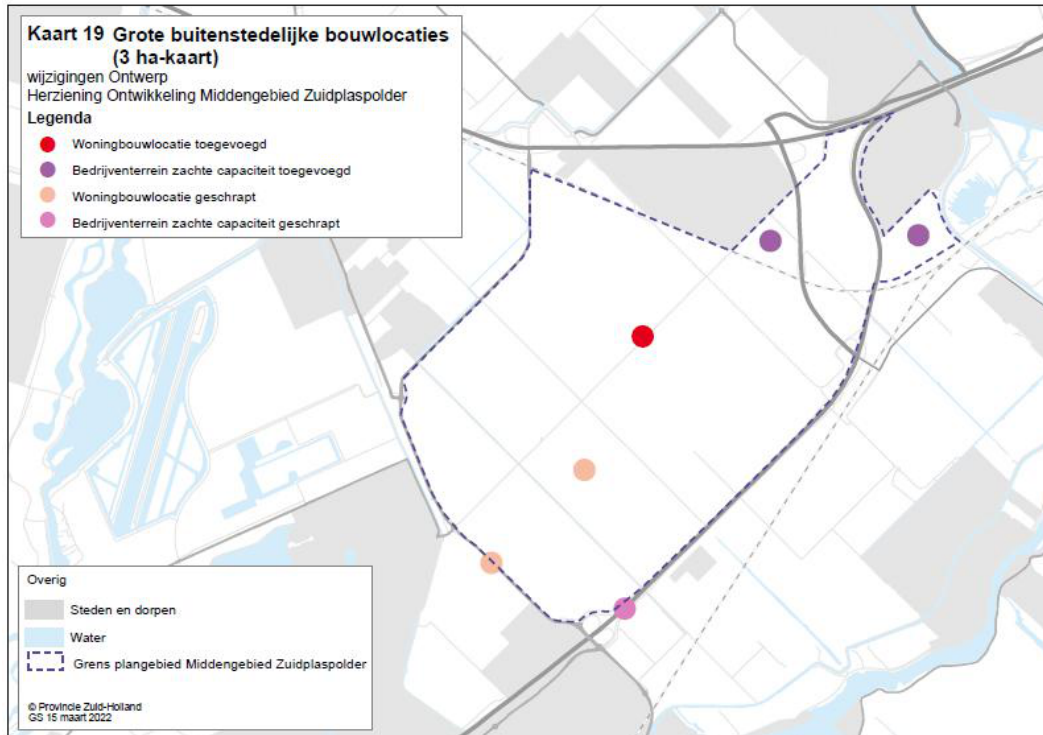 Kaart 19 Grote buitenstedelijke bouwlocaties
(3 ha-kaart)
wijzigingen Ontwerp
Herziening Ontwikkeling Middengebied Zuidplaspolder
Legenda
Woningbouwlocatie toegevoegd
Bedrijventerrein zachte capaciteit toegevoegd
Woningbouwlocatie geschrapt
Bedrijventerrein zachte capaciteit geschrapt
Overig
Steden en dorpen
Water
Grens plangebied Middengebied Zuidplaspolder
© Provincie Zuid-Holland
GS 15 maart 2022